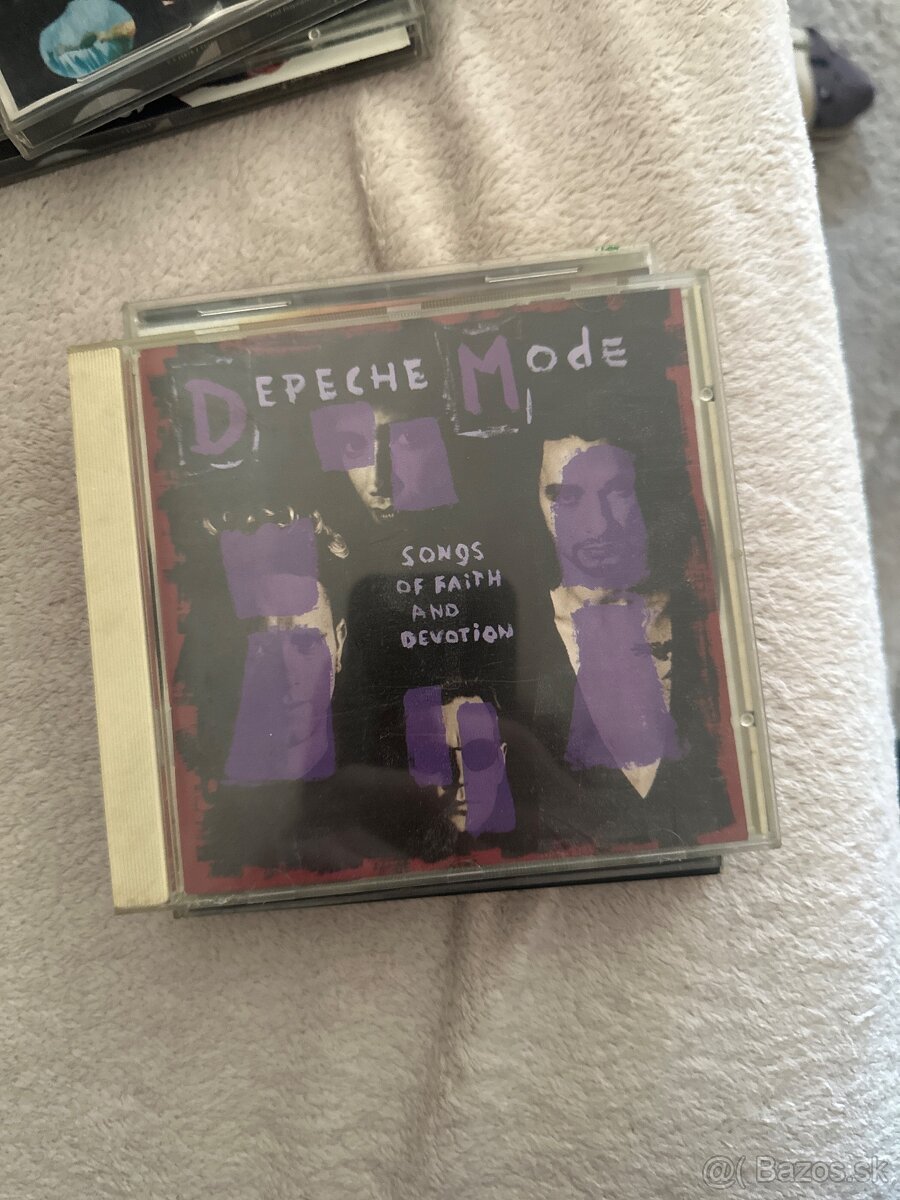 DEPECHE MODE
SONGS
OF FAITH
AND
DEVOTION
@( Bazos.sk